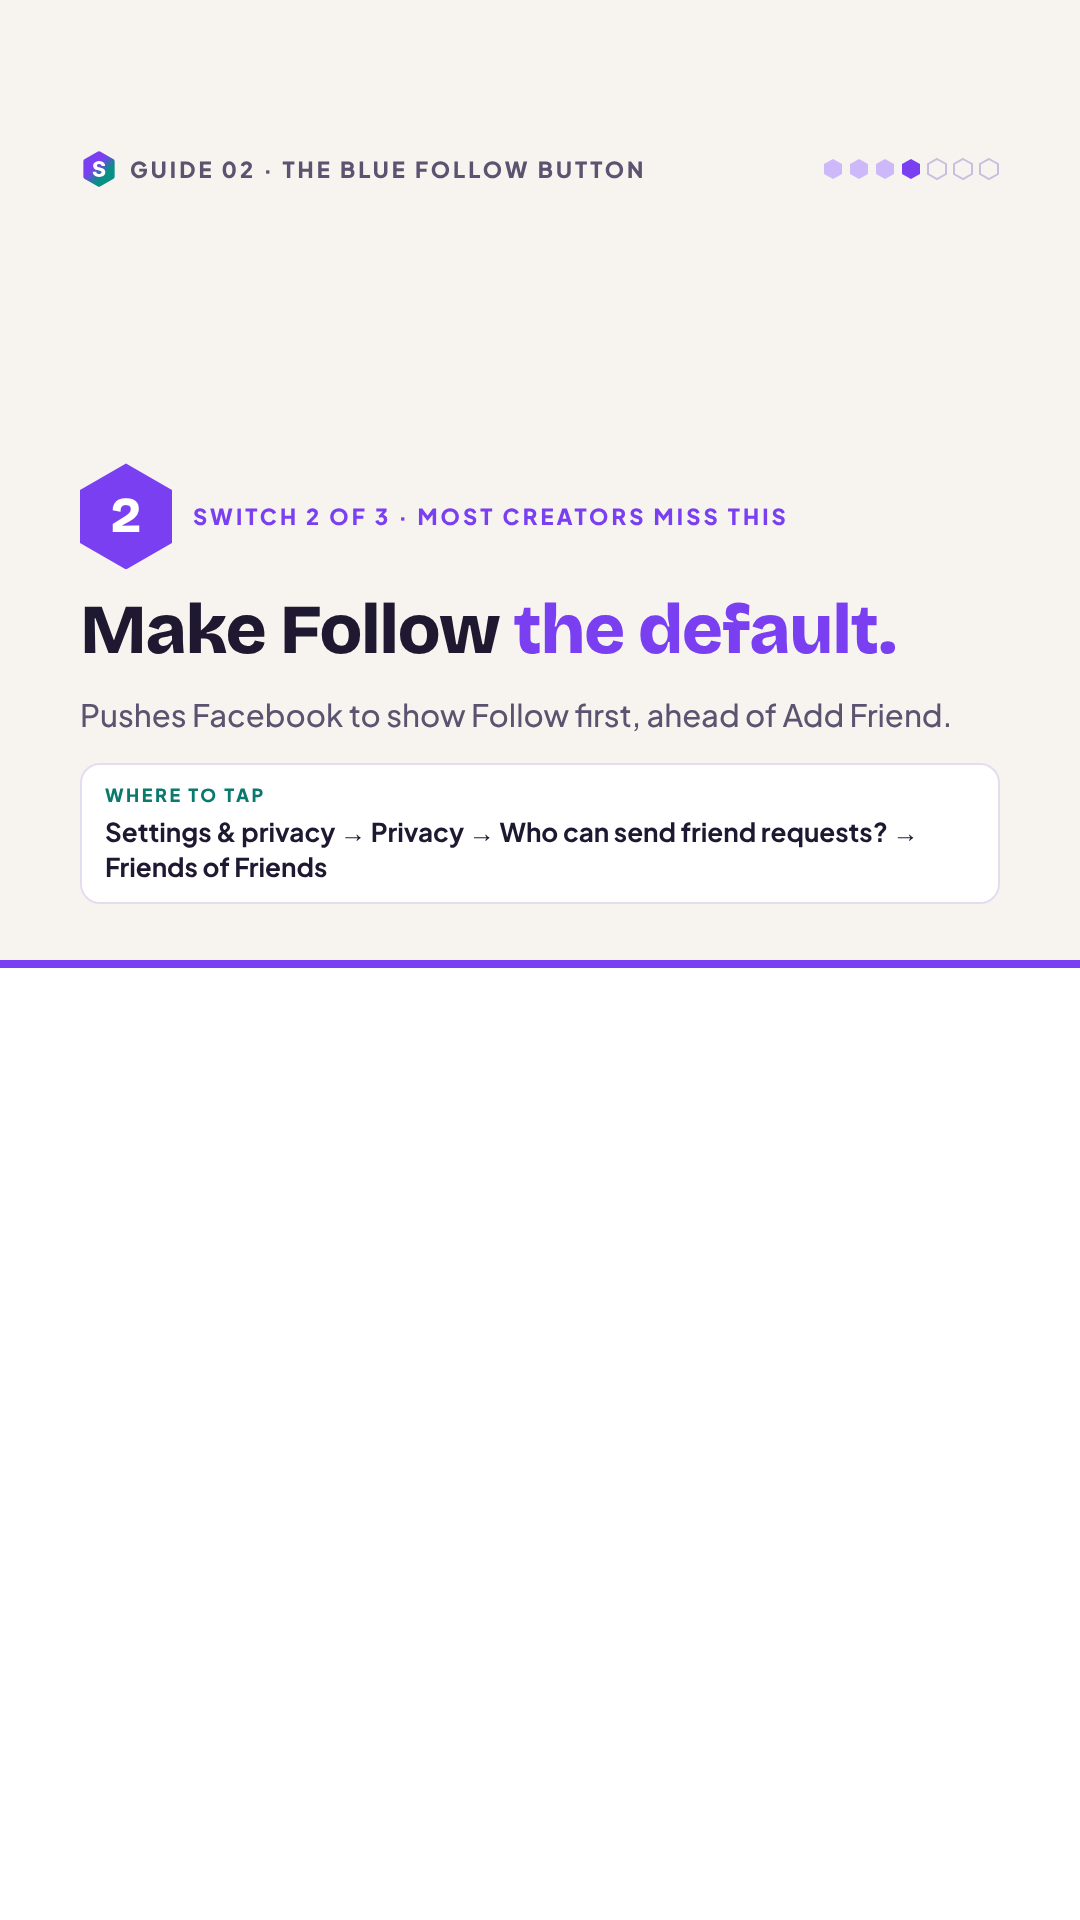 S GUIDE 02 · THE BLUE FOLLOW BUTTON
2 SWITCH 2 OF 3 · MOST CREATORS MISS THIS
Make Follow the default.
Pushes Facebook to show Follow first, ahead of Add Friend.
WHERE TO TAP
Settings & privacy → Privacy → Who can send friend requests? →
Friends of Friends